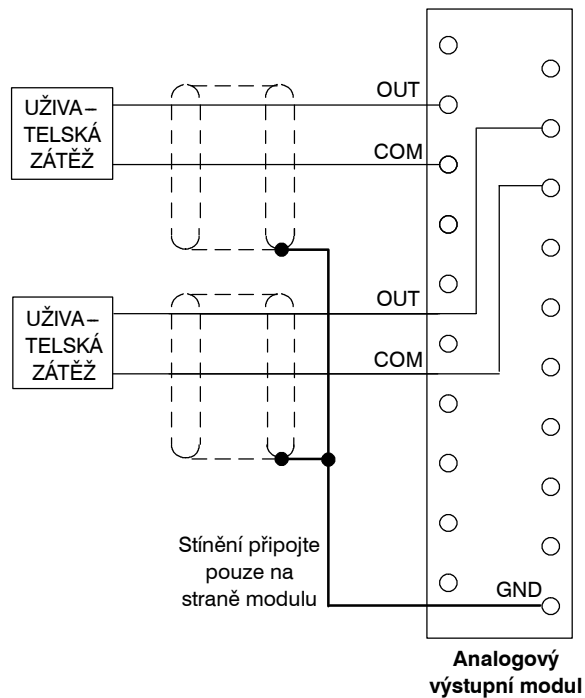 OUT
UŽIVA–
TELSKÁ
ZÁTĚŽ
COM
OUT
UŽIVA–
TELSKÁ
ZÁTĚŽ
COM
Stínění připojte
pouze na
straně modulu
GND
Analogový
výstupní modul